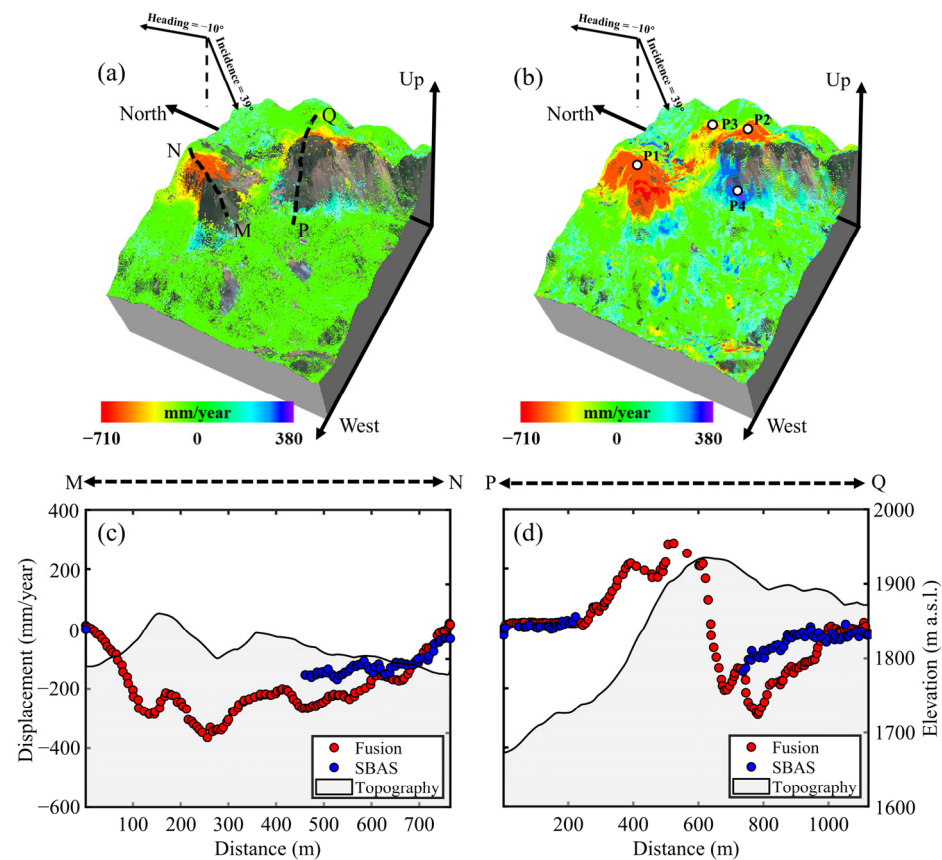 Heading = −10°
Incidence = 39°
(a)
Up
North
N
Q
M
P
mm/year
−710 0 380
West
Heading = −10°
Incidence = 39°
(b)
Up
North
P3
P2
P1
P4
mm/year
−710 0 380
West
M N
(c)
400
200
0
−200
−400
−600
Displacement (mm/year)
Fusion
SBAS
Topography
100 200 300 400 500 600 700
Distance (m)
P Q
(d)
2000
1900
1800
1700
1600
Elevation (m a.s.l.)
Fusion
SBAS
Topography
200 400 600 800 1000
Distance (m)